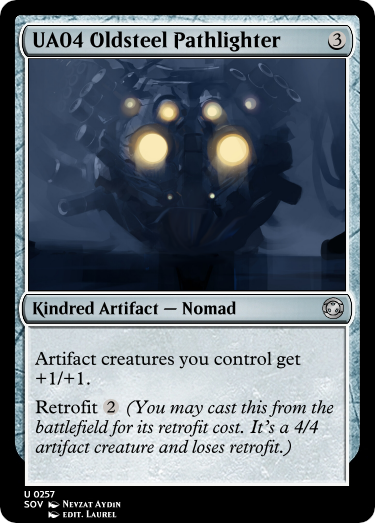 UA04 Oldsteel Pathlighter 3
Kindred Artifact — Nomad
Artifact creatures you control get
+1/+1.
Retrofit 2 (You may cast this from the
battlefield for its retrofit cost. It's a 4/4
artifact creature and loses retrofit.)
U 0257
SOV Nevzat Aydin
edit. Laurel